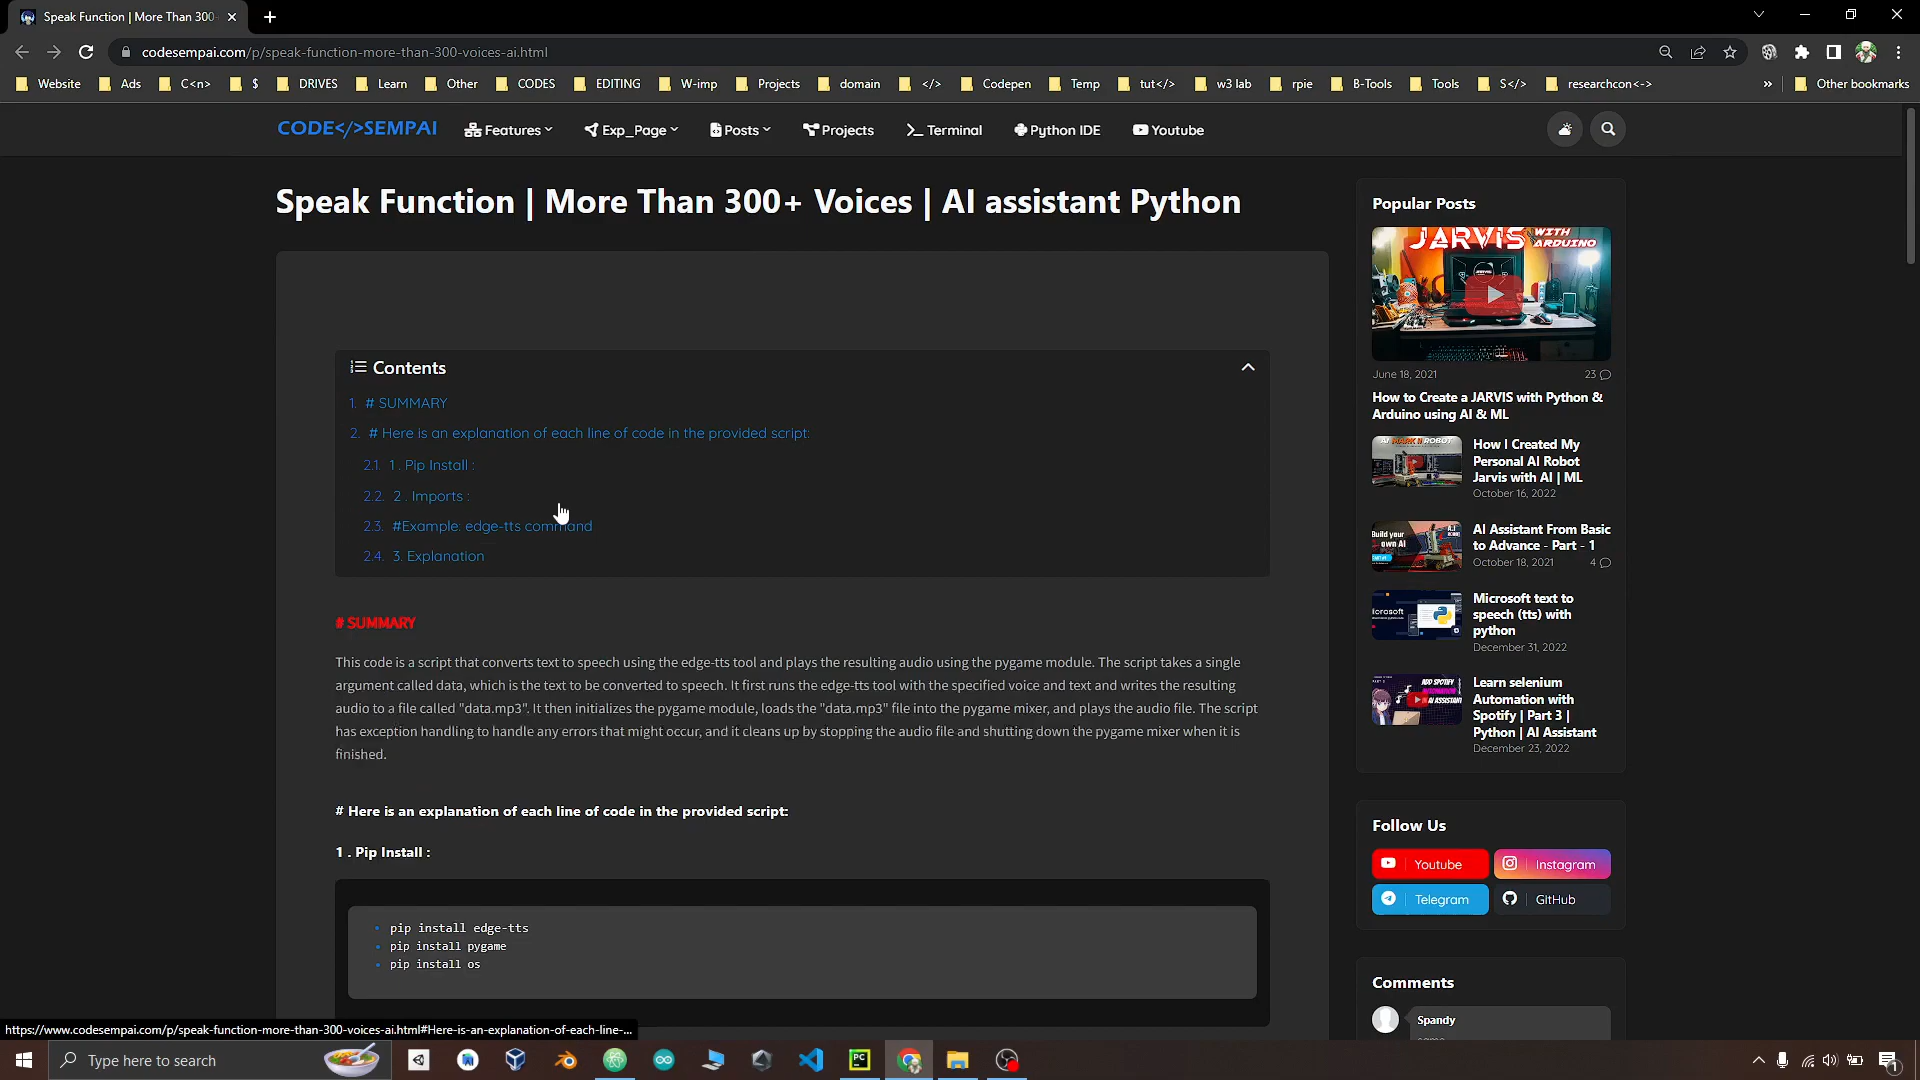 Speak Function | More Than 300
codesempai.com/p/speak-function-more-than-300-voices-ai.html
Website Ads C<n> $ DRIVES Learn Other CODES EDITING W-imp Projects domain </> Codepen Temp tut</> w3 lab rpie B-Tools Tools S</> researchcon<-> » Other bookmarks
CODE</>SEMPAI Features Exp_Page Posts Projects Terminal Python IDE Youtube
Speak Function | More Than 300+ Voices | AI assistant Python
Contents
1. # SUMMARY
2. # Here is an explanation of each line of code in the provided script:
2.1. 1 . Pip Install :
2.2. 2 . Imports :
2.3. #Example: edge-tts command
2.4. 3. Explanation
# SUMMARY
This code is a script that converts text to speech using the edge-tts tool and plays the resulting audio using the pygame module. The script takes a single
argument called data, which is the text to be converted to speech. It first runs the edge-tts tool with the specified voice and text and writes the resulting
audio to a file called "data.mp3". It then initializes the pygame module, loads the "data.mp3" file into the pygame mixer, and plays the audio file. The script
has exception handling to handle any errors that might occur, and it cleans up by stopping the audio file and shutting down the pygame mixer when it is
finished.
# Here is an explanation of each line of code in the provided script:
1 . Pip Install :
pip install edge-tts
pip install pygame
pip install os
Popular Posts
JARVIS WITH ARDUINO
June 18, 2021 23
How to Create a JARVIS with Python &
Arduino using AI & ML
How I Created My
Personal AI Robot
Jarvis with AI | ML
October 16, 2022
Build your
own AI
AI Assistant From Basic
to Advance - Part - 1
October 18, 2021 4
Microsoft text to
speech (tts) with
python
December 31, 2022
Learn selenium
Automation with
Spotify | Part 3 |
Python | AI Assistant
December 23, 2022
Follow Us
Youtube Instagram
Telegram GItHub
Comments
Spandy
https://www.codesempai.com/p/speak-function-more-than-300-voices-ai.html#Here-is-an-explanation-of-each-line-...
Type here to search
PC
1